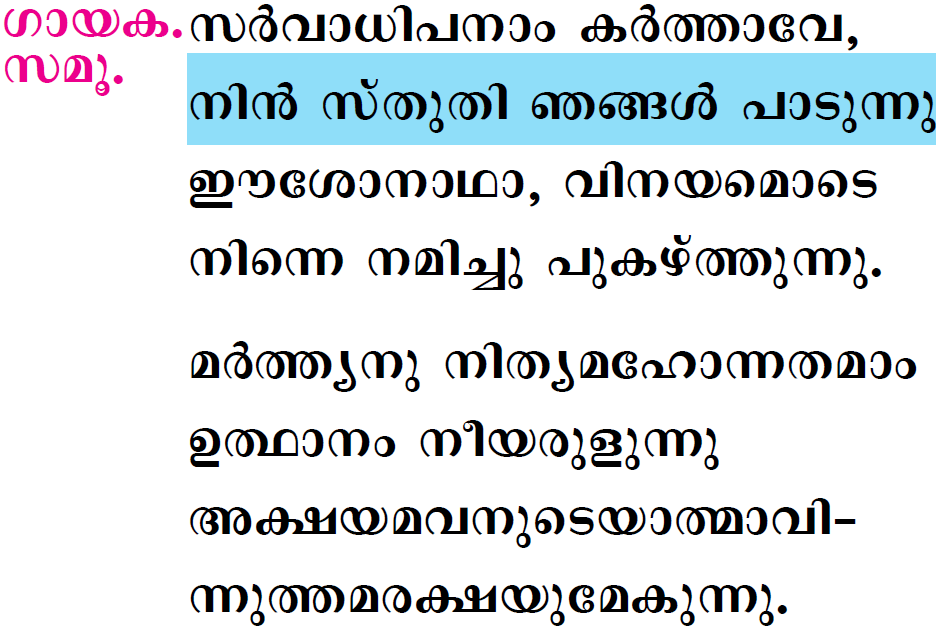 ഗായക. സർവാധിപനാം കർത്താവേ,
സമൂ. നിൻ സ്തുതി ഞങ്ങൾ പാടുന്നു
ഈശോനാഥാ, വിനയമൊടെ
നിന്നെ നമിച്ചു പുകഴ്ത്തുന്നു.
മർത്ത്യനു നിത്യമഹോന്നതമാം
ഉത്ഥാനം നീയരുളുന്നു
അക്ഷയമവനുടെയാത്മാവി-
ന്നുത്തമരക്ഷയുമേകുന്നു.